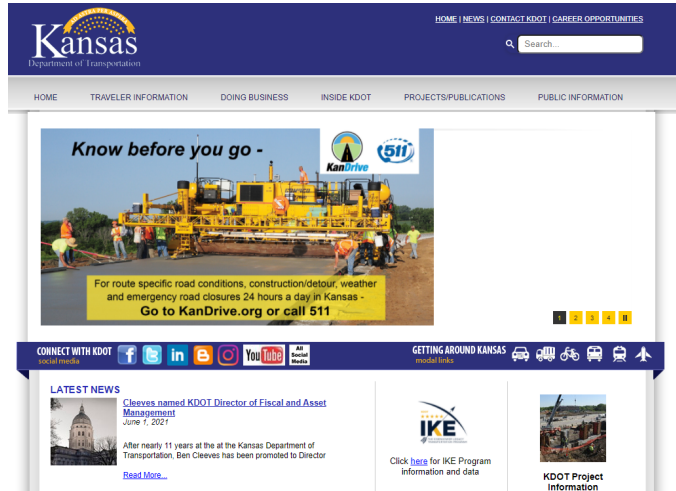 Kansas
Department of Transportation
HOME | NEWS | CONTACT KDOT | CAREER OPPORTUNITIES
Search...
HOME TRAVELER INFORMATION DOING BUSINESS INSIDE KDOT PROJECTS/PUBLICATIONS PUBLIC INFORMATION
Know before you go -
KanDrive
511
For route specific road conditions, construction/detour, weather
and emergency road closures 24 hours a day in Kansas -
Go to KanDrive.org or call 511
1 2 3 4
CONNECT WITH KDOT
social media
f in You Tube
All
Social
Media
GETTING AROUND KANSAS
modal links
LATEST NEWS
Cleeves named KDOT Director of Fiscal and Asset
Management
June 1, 2021
After nearly 11 years at the at the Kansas Department of
Transportation, Ben Cleeves has been promoted to Director
Read More...
IKE
Click here for IKE Program
information and data
KDOT Project
Information